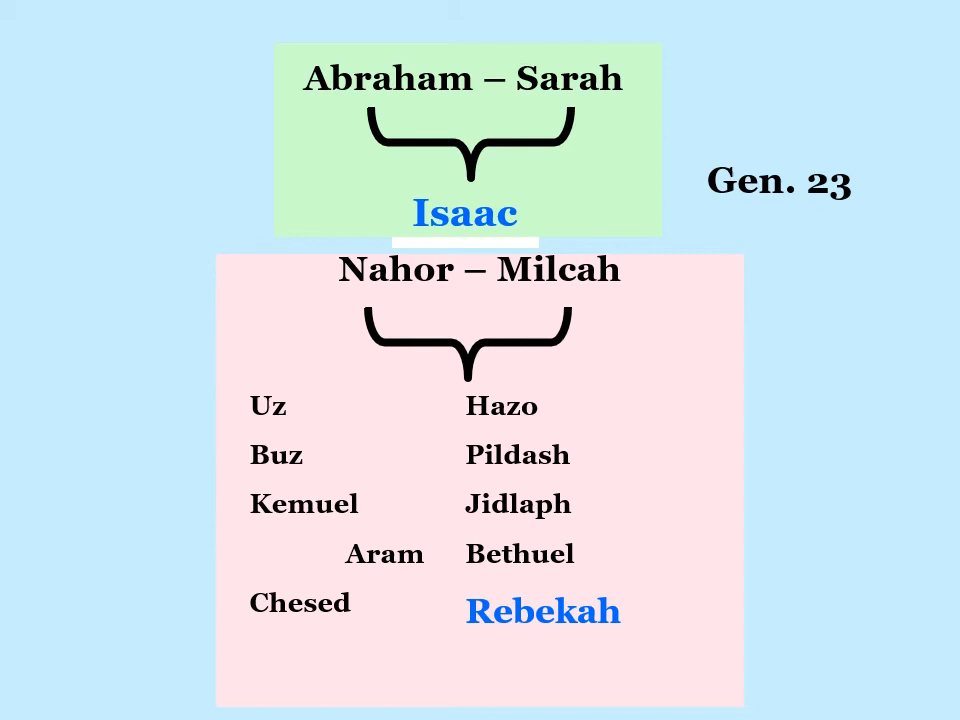 Abraham – Sarah
Isaac
Gen. 23
Nahor – Milcah
Uz
Buz
Kemuel
Aram
Chesed
Hazo
Pildash
Jidlaph
Bethuel
Rebekah